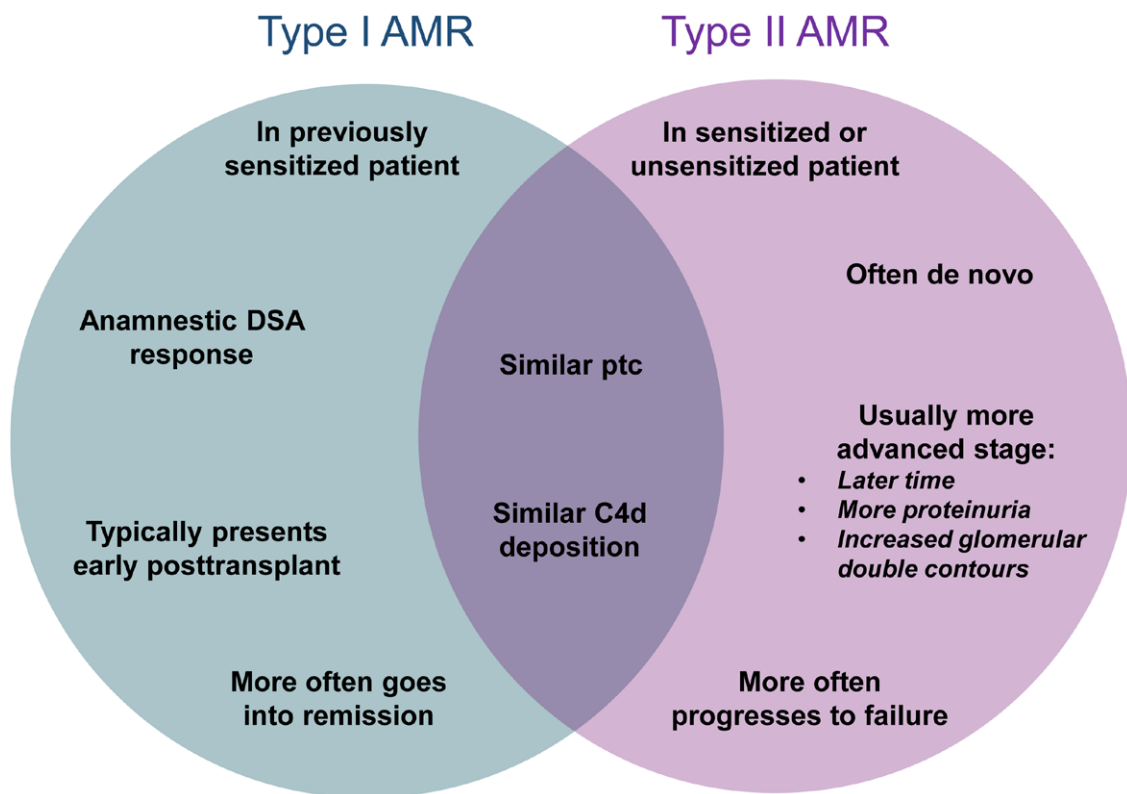 Type I AMR
Type II AMR
In previously
sensitized patient
Anamnestic DSA
response
Typically presents
early posttransplant
More often goes
into remission
Similar ptc
Similar C4d
deposition
In sensitized or
unsensitized patient
Often de novo
Usually more
advanced stage:
• Later time
• More proteinuria
• Increased glomerular
double contours
More often
progresses to failure